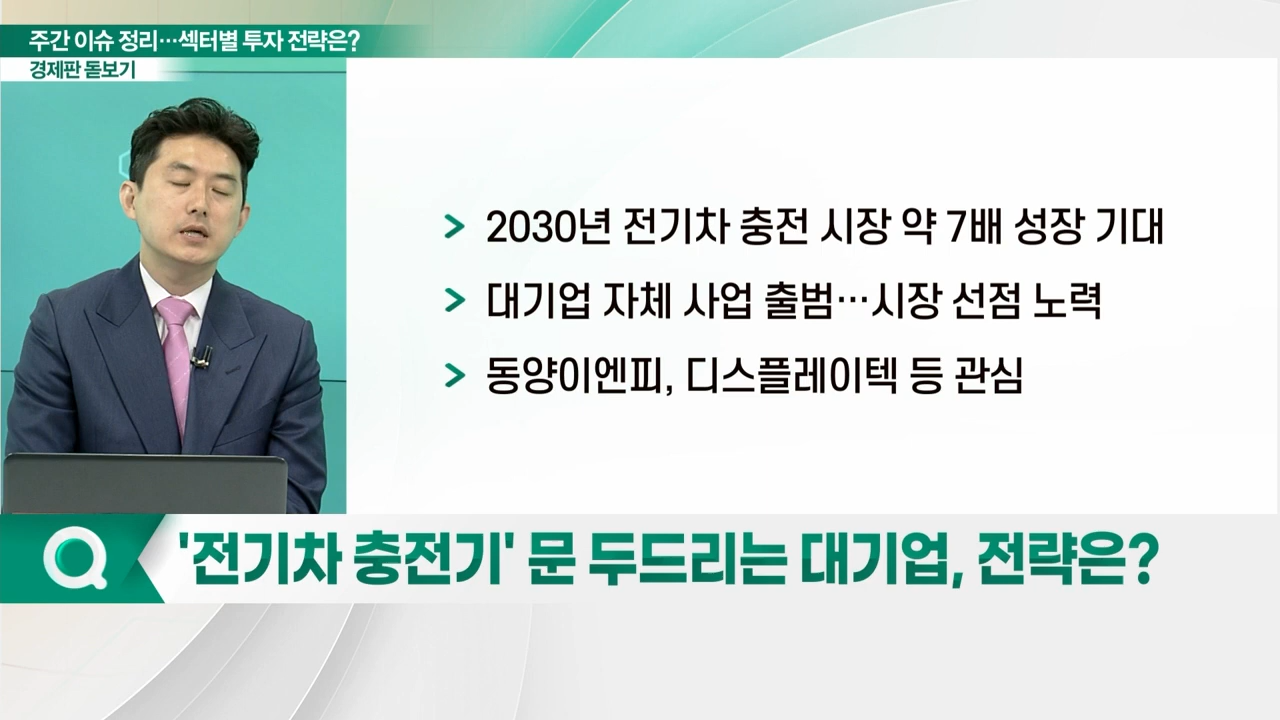 주간 이슈 정리…섹터별 투자 전략은?
경제판 돋보기
> 2030년 전기차 충전 시장 약 7배 성장 기대
> 대기업 자체 사업 출범…시장 선점 노력
> 동양이엔피, 디스플레이텍 등 관심
Q '전기차 충전기' 문 두드리는 대기업, 전략은?